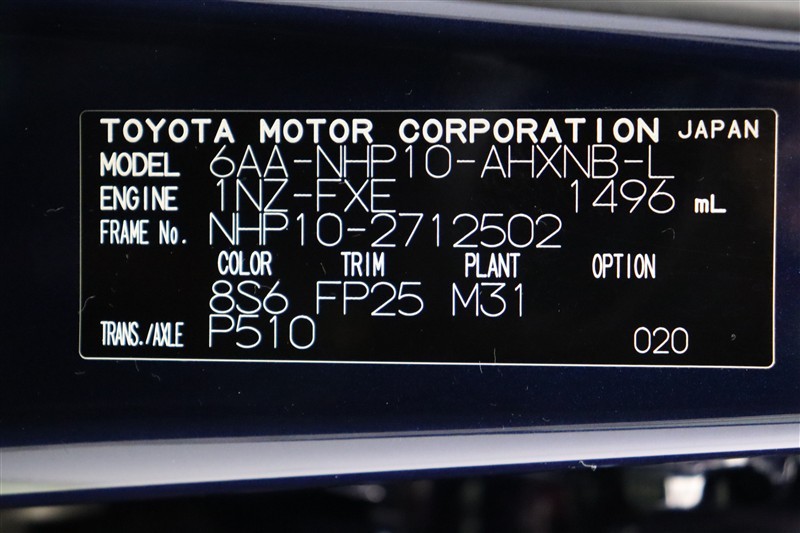 TOYOTA MOTOR CORPORATION JAPAN
MODEL 6AA-NHP10-AHXNB-L
ENGINE 1NZ-FXE 1496 mL
FRAME No. NHP10-2712502
COLOR TRIM PLANT OPTION
8S6 FP25 M31
TRANS./AXLE P510 020